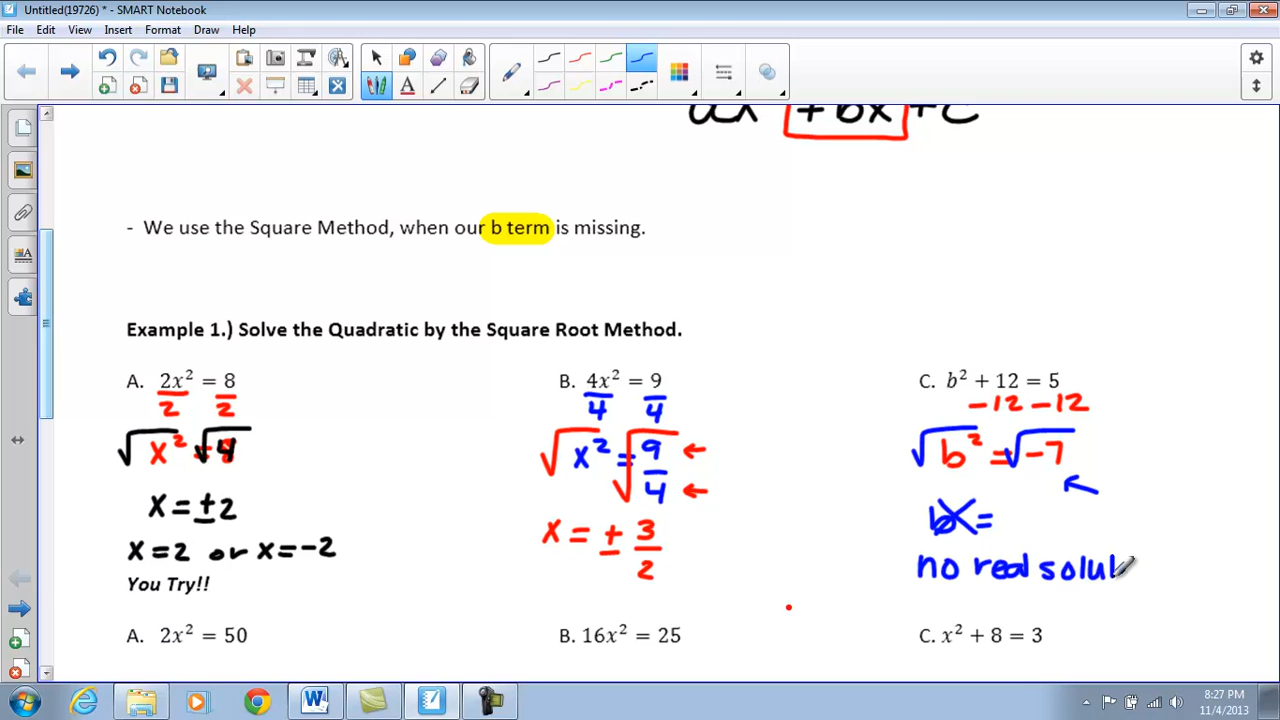 Untitled(19726) * - SMART Notebook
File Edit View Insert Format Draw Help
+ bx + c
- We use the Square Method, when our b term is missing.
Example 1.) Solve the Quadratic by the Square Root Method.
A. 2x² = 8 B. 4x² = 9 C. b² + 12 = 5
2 2 4 4 -12 -12
√x² = √4 √x² = √9/4 √b² = √-7
x = ±2 x = ± 3/2 b =
x = 2 or x = -2 no real solut
You Try!!
A. 2x² = 50 B. 16x² = 25 C. x² + 8 = 3
8:27 PM
11/4/2013